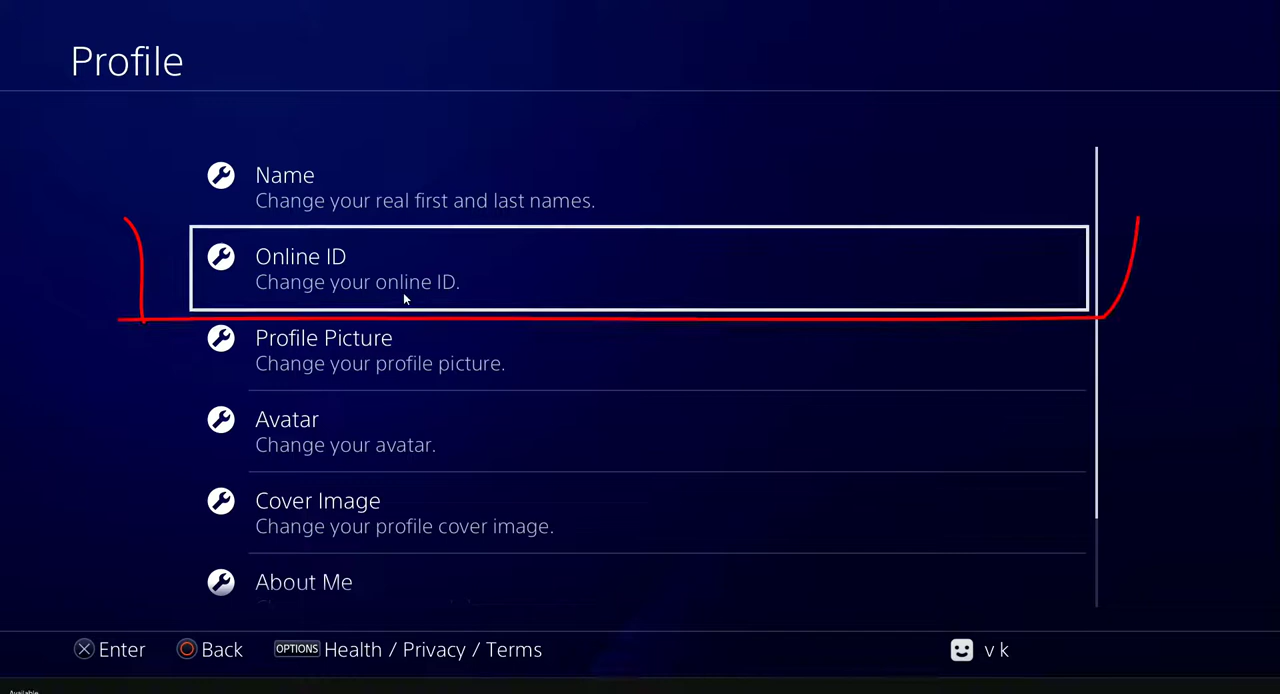 Profile
Name
Change your real first and last names.
Online ID
Change your online ID.
Profile Picture
Change your profile picture.
Avatar
Change your avatar.
Cover Image
Change your profile cover image.
About Me
Enter Back OPTIONS Health / Privacy / Terms v k
Available